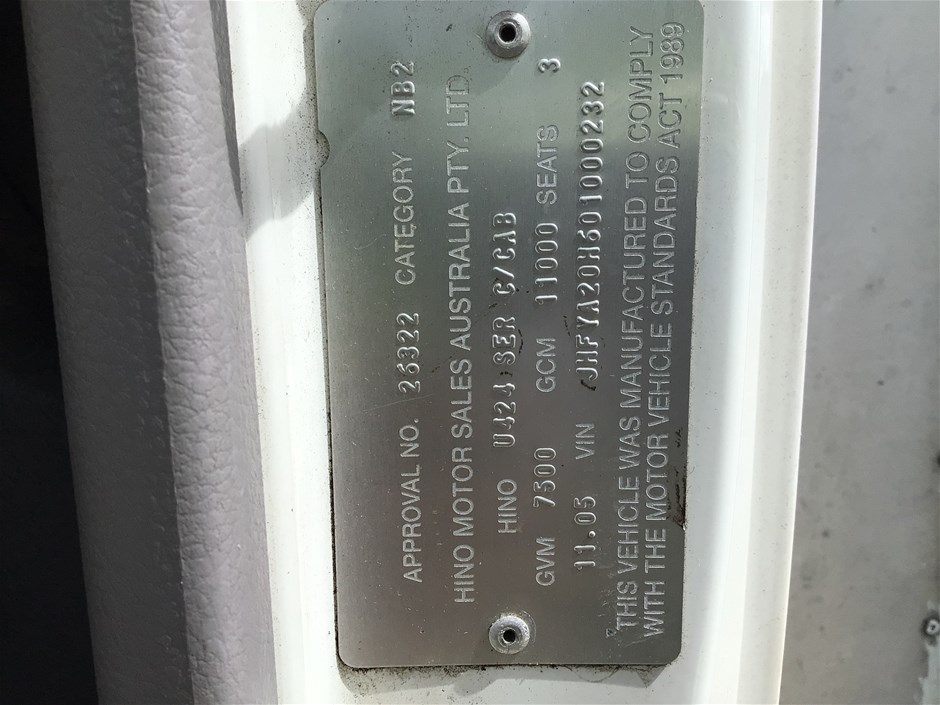 APPROVAL NO. 26322 CATEGORY NB2
HINO MOTOR SALES AUSTRALIA PTY. LTD.
HINO U424 SER C/CAB
GVM 7500 GCM 11000 SEATS 3
11.05 VIN JHFYA20H601000232
THIS VEHICLE WAS MANUFACTURED TO COMPLY
WITH THE MOTOR VEHICLE STANDARDS ACT 1989